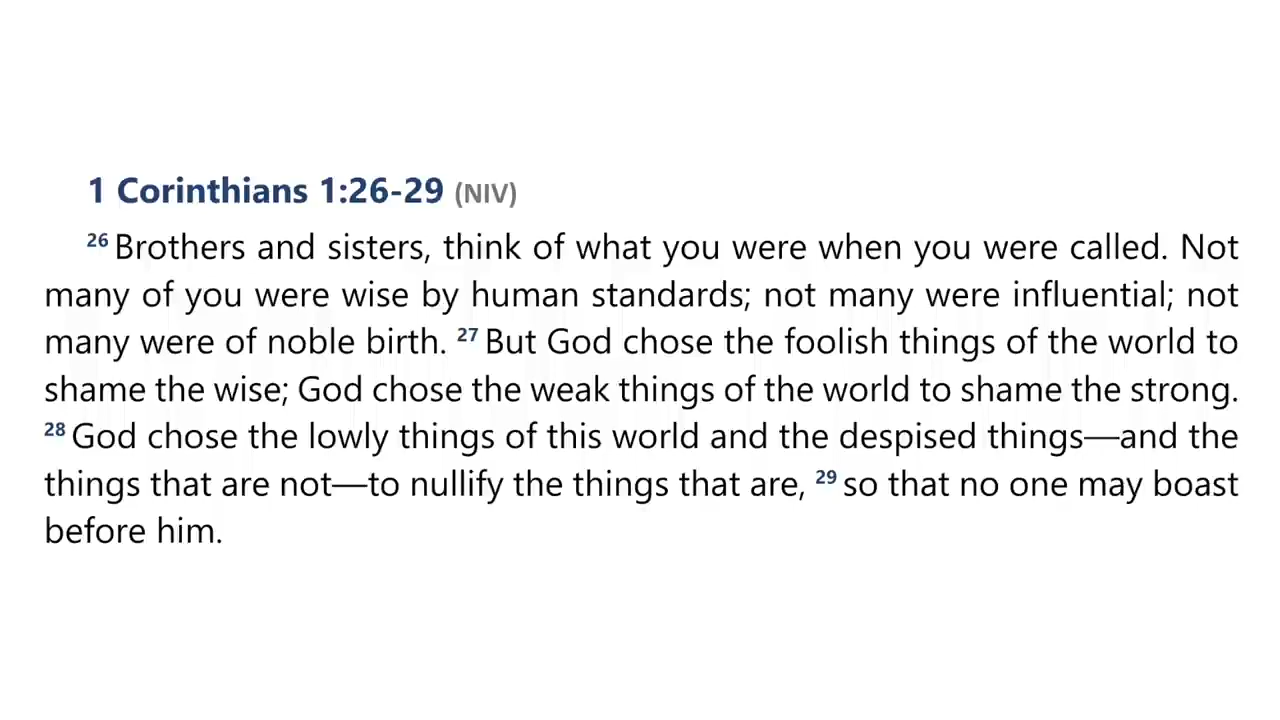 1 Corinthians 1:26-29 (NIV)
26 Brothers and sisters, think of what you were when you were called. Not
many of you were wise by human standards; not many were influential; not
many were of noble birth. 27 But God chose the foolish things of the world to
shame the wise; God chose the weak things of the world to shame the strong.
28 God chose the lowly things of this world and the despised things—and the
things that are not—to nullify the things that are, 29 so that no one may boast
before him.